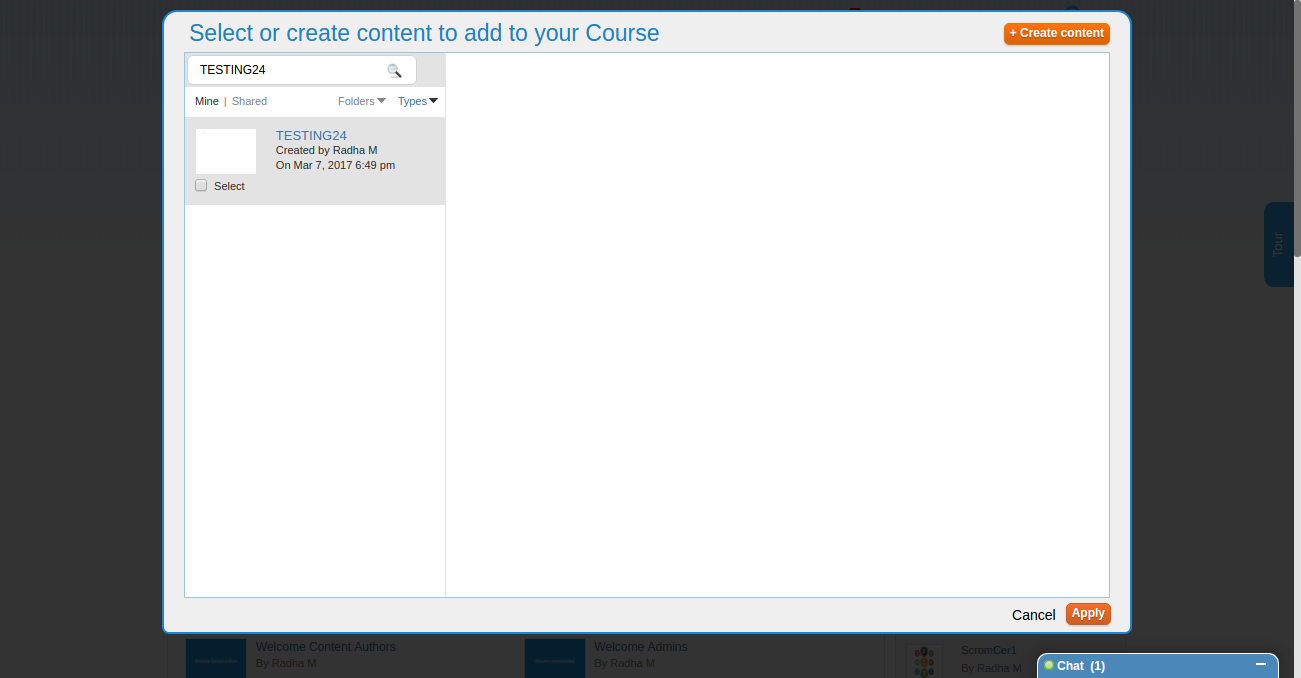 Select or create content to add to your Course
+ Create content
TESTING24
Mine | Shared
Folders
Types
TESTING24
Created by Radha M
On Mar 7, 2017 6:49 pm
Select
Tour
Cancel
Apply
Welcome Content Authors
By Radha M
Welcome Admins
By Radha M
ScromCer1
By Radha M
Chat (1)